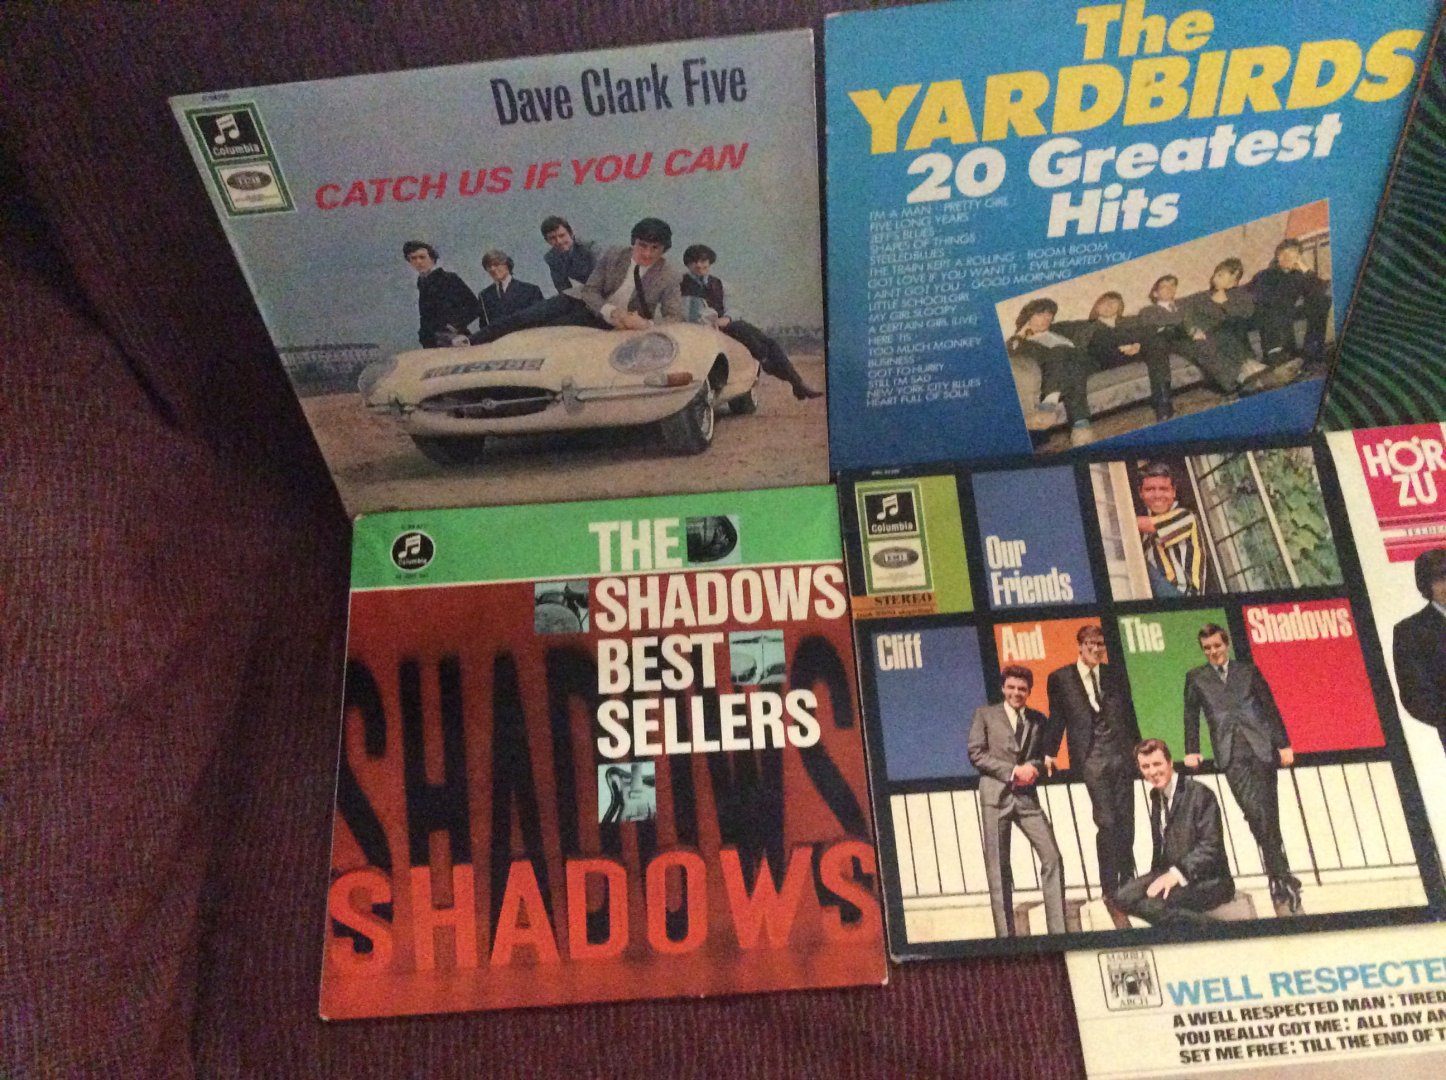 Dave Clark Five
CATCH US IF YOU CAN
Columbia
The
YARDBIRDS
20 Greatest
Hits
I'M A MAN · PRETTY GIRL
FIVE LONG YEARS
JEFF'S BLUES
SHAPES OF THINGS
STELLED BLUES
THE TRAIN KEPT A ROLLING · BOOM BOOM
GOT LOVE IF YOU WANT IT · EVIL HEARTED YOU
I AIN'T GOT YOU · GOOD MORNING
LITTLE SCHOOLGIRL
MY GIRL SLOOPY
A CERTAIN GIRL (LIVE)
HERE 'TIS
TOO MUCH MONKEY
BUSINESS
GOT TO HURRY
STILL I'M SAD
NEW YORK CITY BLUES
HEART FULL OF SOUL
Columbia
THE
SHADOWS
BEST
SELLERS
SHADOWS
SHADOWS
Columbia
STEREO
Our
Friends
Cliff
And
The
Shadows
HÖR
ZU
MARBLE
ARCH
WELL RESPECTE
A WELL RESPECTED MAN: TIRED
YOU REALLY GOT ME: ALL DAY AN
SET ME FREE: TILL THE END OF T